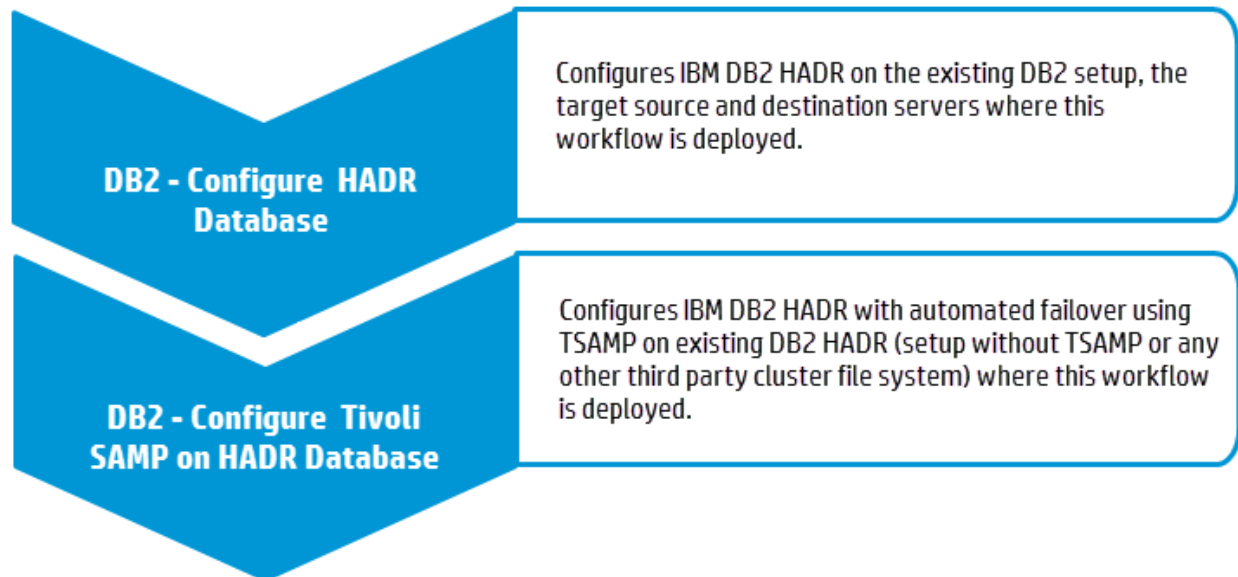 DB2 - Configure HADR
Database
Configures IBM DB2 HADR on the existing DB2 setup, the
target source and destination servers where this
workflow is deployed.
DB2 - Configure Tivoli
SAMP on HADR Database
Configures IBM DB2 HADR with automated failover using
TSAMP on existing DB2 HADR (setup without TSAMP or any
other third party cluster file system) where this workflow
is deployed.